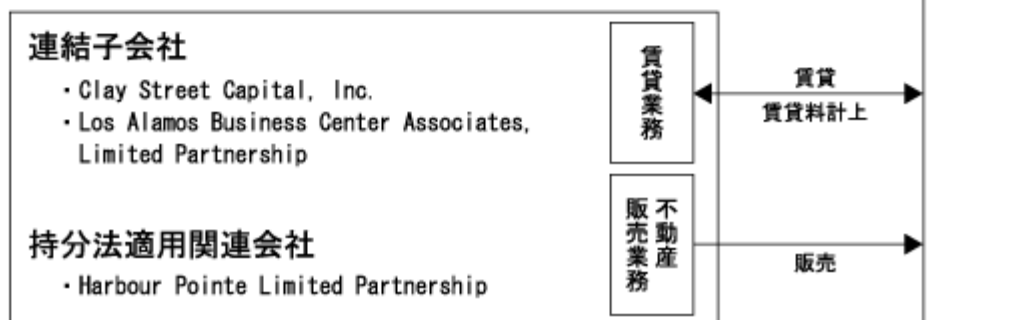 連結子会社
・Clay Street Capital, Inc.
・Los Alamos Business Center Associates,
Limited Partnership
賃貸業務
賃貸
賃貸料計上
持分法適用関連会社
・Harbour Pointe Limited Partnership
不動産
販売業務
販売